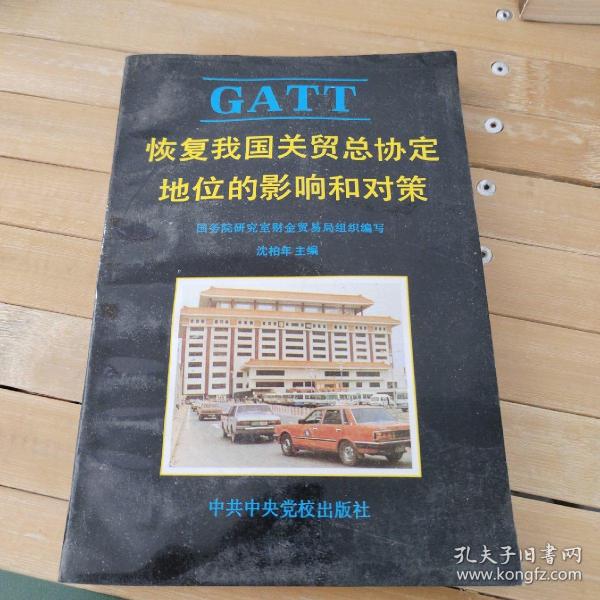 GATT
恢复我国关贸总协定
地位的影响和对策
国务院研究室财金贸易局组织编写
沈柏年主编
中共中央党校出版社
孔夫子旧书网
www.kongfz.com